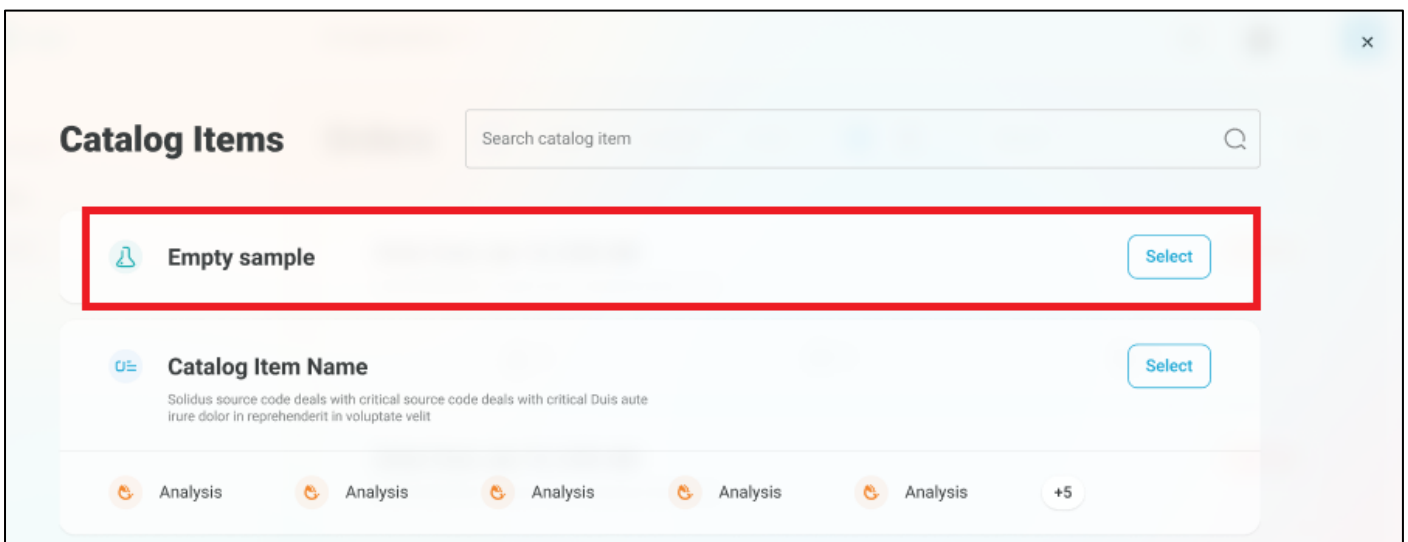 Catalog Items
Search catalog item
Empty sample
Select
Catalog Item Name
Select
Solidus source code deals with critical source code deals with critical Duis aute
irure dolor in reprehenderit in voluptate velit
Analysis Analysis Analysis Analysis Analysis +5